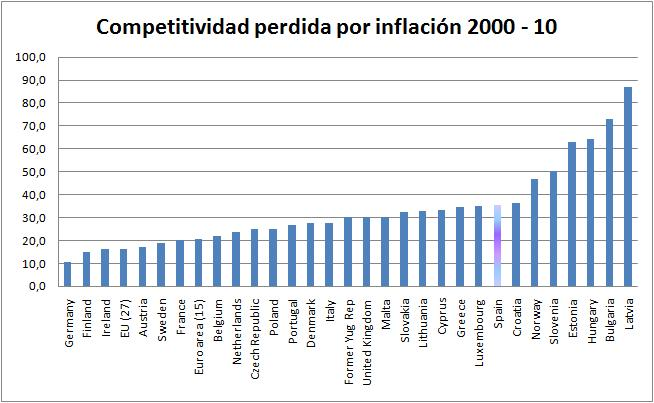 Competitividad perdida por inflación 2000 - 10
100,0
90,0
80,0
70,0
60,0
50,0
40,0
30,0
20,0
10,0
0,0
Germany
Finland
Ireland
EU (27)
Austria
Sweden
France
Euro area (15)
Belgium
Netherlands
Czech Republic
Poland
Portugal
Denmark
Italy
Former Yug Rep
United Kingdom
Malta
Slovakia
Lithuania
Cyprus
Greece
Luxembourg
Spain
Croatia
Norway
Slovenia
Estonia
Hungary
Bulgaria
Latvia